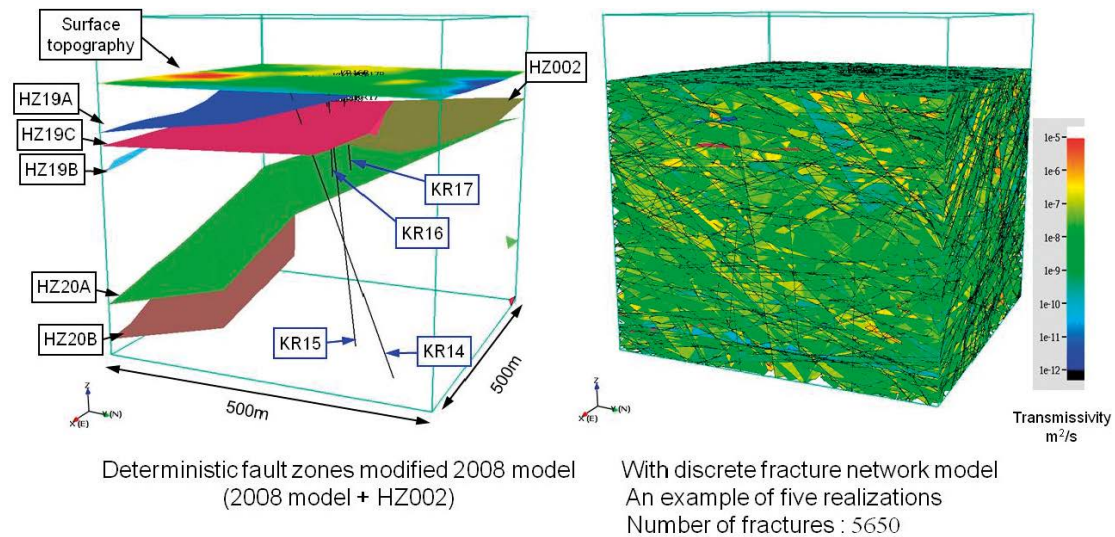 Surface
topography
HZ002
HZ19A
HZ19C
HZ19B
KR17
KR16
HZ20A
HZ20B
KR15
KR14
500m
500m
Z
X (E)
Y (N)
Z
X (E)
Y (N)
1e-5
1e-6
1e-7
1e-8
1e-9
1e-10
1e-11
1e-12
Transmissivity
m²/s
Deterministic fault zones modified 2008 model
(2008 model + HZ002)
With discrete fracture network model
An example of five realizations
Number of fractures : 5650